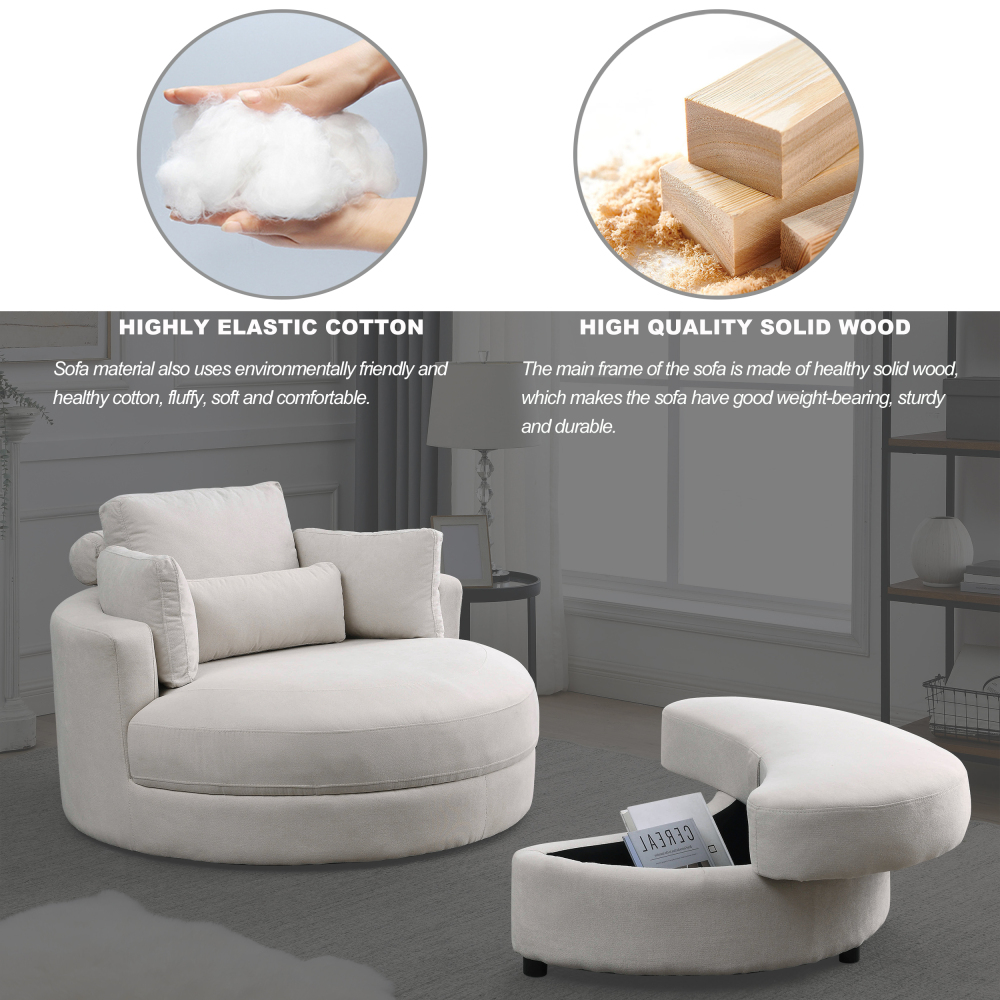 HIGHLY ELASTIC COTTON
Sofa material also uses environmentally friendly and
healthy cotton, fluffy, soft and comfortable.
HIGH QUALITY SOLID WOOD
The main frame of the sofa is made of healthy solid wood,
which makes the sofa have good weight-bearing, sturdy
and durable.
CEREAL